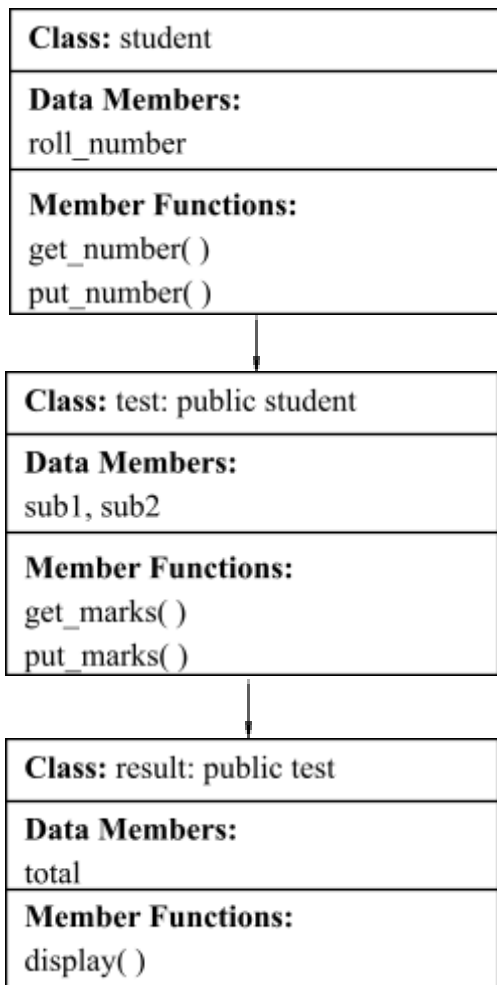 Class: student
Data Members:
roll_number
Member Functions:
get_number( )
put_number( )
Class: test: public student
Data Members:
sub1, sub2
Member Functions:
get_marks( )
put_marks( )
Class: result: public test
Data Members:
total
Member Functions:
display( )